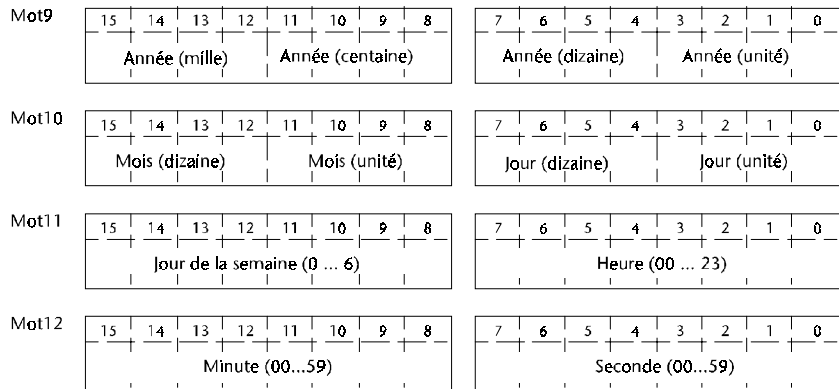 Mot9 15 14 13 12 11 10 9 8 7 6 5 4 3 2 1 0
Année (mille) Année (centaine) Année (dizaine) Année (unité)
Mot10 15 14 13 12 11 10 9 8 7 6 5 4 3 2 1 0
Mois (dizaine) Mois (unité) Jour (dizaine) Jour (unité)
Mot11 15 14 13 12 11 10 9 8 7 6 5 4 3 2 1 0
Jour de la semaine (0 ... 6) Heure (00 ... 23)
Mot12 15 14 13 12 11 10 9 8 7 6 5 4 3 2 1 0
Minute (00...59) Seconde (00...59)